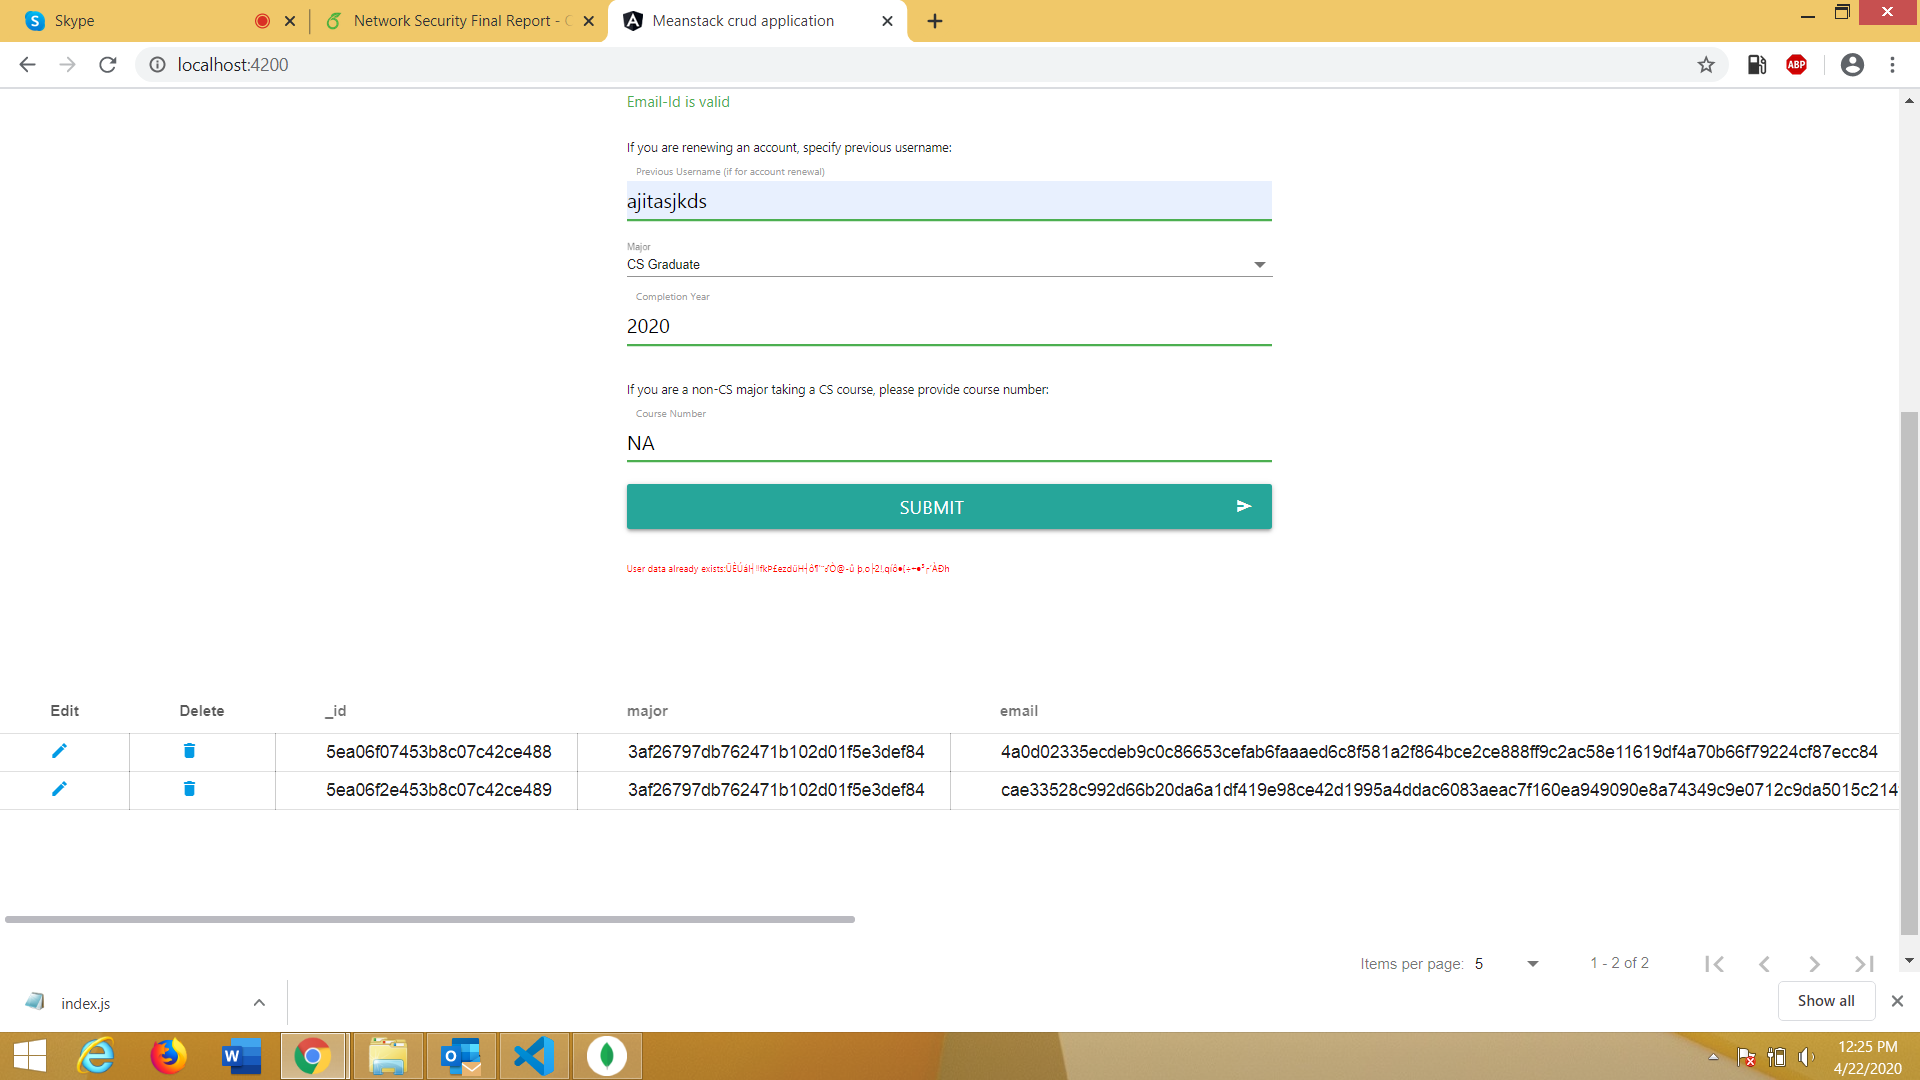 Skype
Network Security Final Report -
Meanstack crud application
localhost:4200
ABP
Email-Id is valid
If you are renewing an account, specify previous username:
Previous Username (if for account renewal)
ajitasjkds
Major
CS Graduate
Completion Year
2020
If you are a non-CS major taking a CS course, please provide course number:
Course Number
NA
SUBMIT
User data already exists:
Edit Delete _id major email
5ea06f07453b8c07c42ce488 3af26797db762471b102d01f5e3def84 4a0d02335ecdeb9c0c86653cefab6faaaed6c8f581a2f864bce2ce888ff9c2ac58e11619df4a70b66f79224cf87ecc84
5ea06f2e453b8c07c42ce489 3af26797db762471b102d01f5e3def84 cae33528c992d66b20da6a1df419e98ce42d1995a4ddac6083aeac7f160ea949090e8a74349c9e0712c9da5015c214
Items per page: 5 1 - 2 of 2
index.js
Show all
12:25 PM
4/22/2020